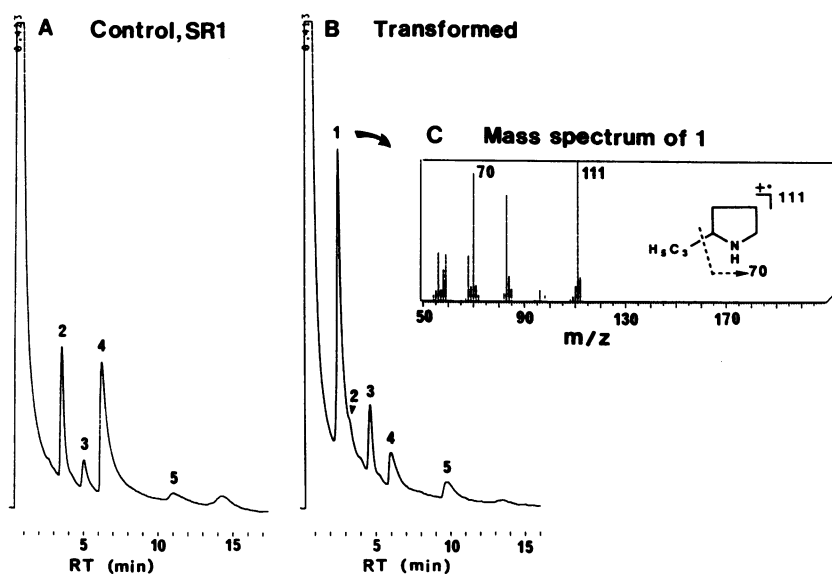 A Control, SR1
2
3
4
5
5 10 15
RT (min)
B Transformed
1
2
3
4
5
5 10 15
RT (min)
C Mass spectrum of 1
70
111
+• 111
H₅C₃
N
H
70
50 90 130 170
m/z